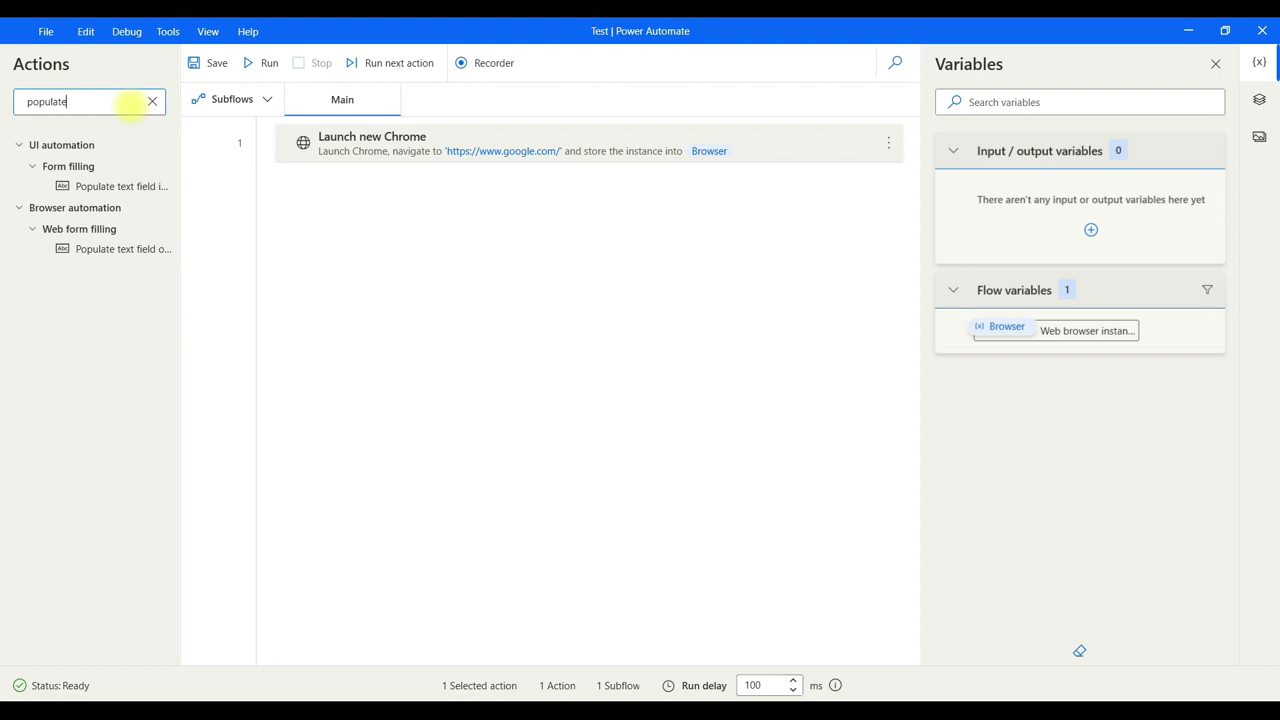 File Edit Debug Tools View Help
Test | Power Automate
Actions
populate
UI automation
Form filling
Abc Populate text field i...
Browser automation
Web form filling
Abc Populate text field o...
Save Run Stop Run next action Recorder
Subflows Main
1
Launch new Chrome
Launch Chrome, navigate to 'https://www.google.com/' and store the instance into Browser
Variables
{x}
Search variables
Input / output variables 0
There aren't any input or output variables here yet
Flow variables 1
(x) Browser Web browser instan...
Status: Ready 1 Selected action 1 Action 1 Subflow Run delay 100 ms